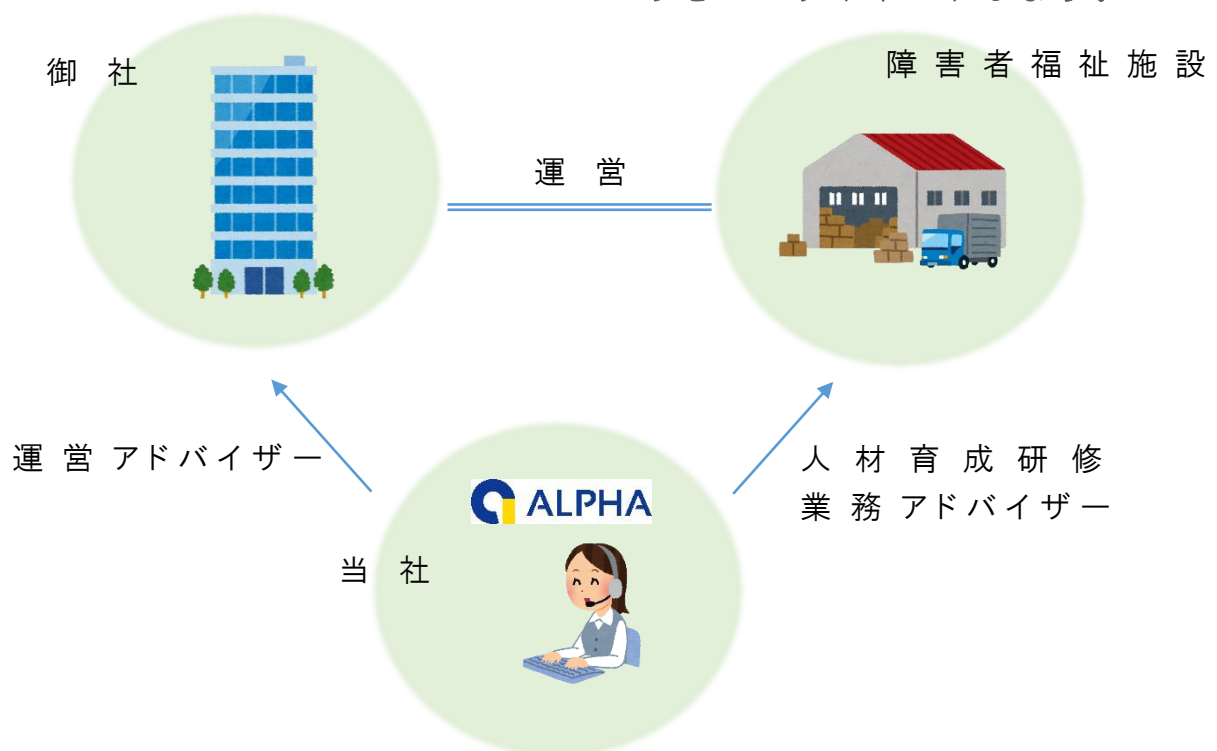 御社
障害者福祉施設
運営
運営アドバイザー
人材育成研修
業務アドバイザー
ALPHA
当社